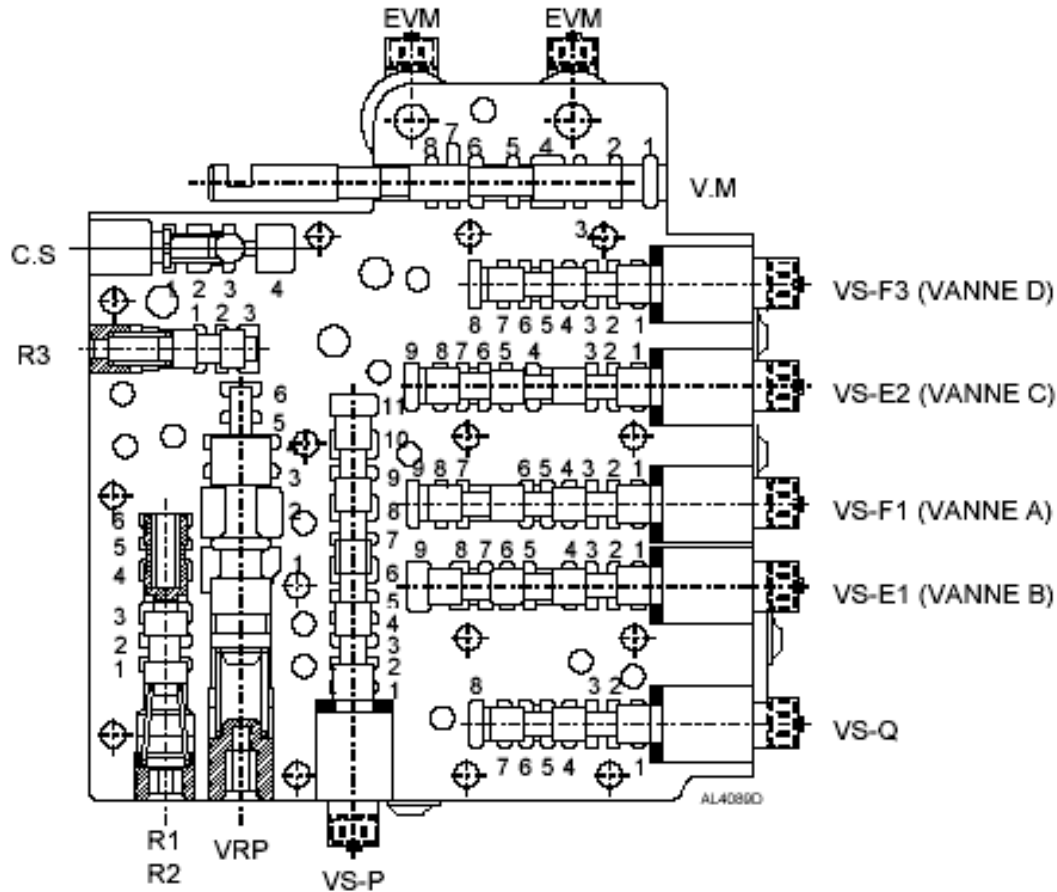 EVM EVM
8 7 6 5 4 2 1
V.M
3
C.S
1 2 3 4
8 7 6 5 4 3 2 1
VS-F3 (VANNE D)
1 2 3
R3
9 8 7 6 5 4 3 2 1
VS-E2 (VANNE C)
6
5
4
3
2
1
11
10
9
8
7
6
5
4
3
2
1
9 8 7 6 5 4 3 2 1
VS-F1 (VANNE A)
6
5
4
3
2
1
9 8 7 6 5 4 3 2 1
VS-E1 (VANNE B)
8 3 2
7 6 5 4 1
VS-Q
AL4089D
R1
R2
VRP
VS-P